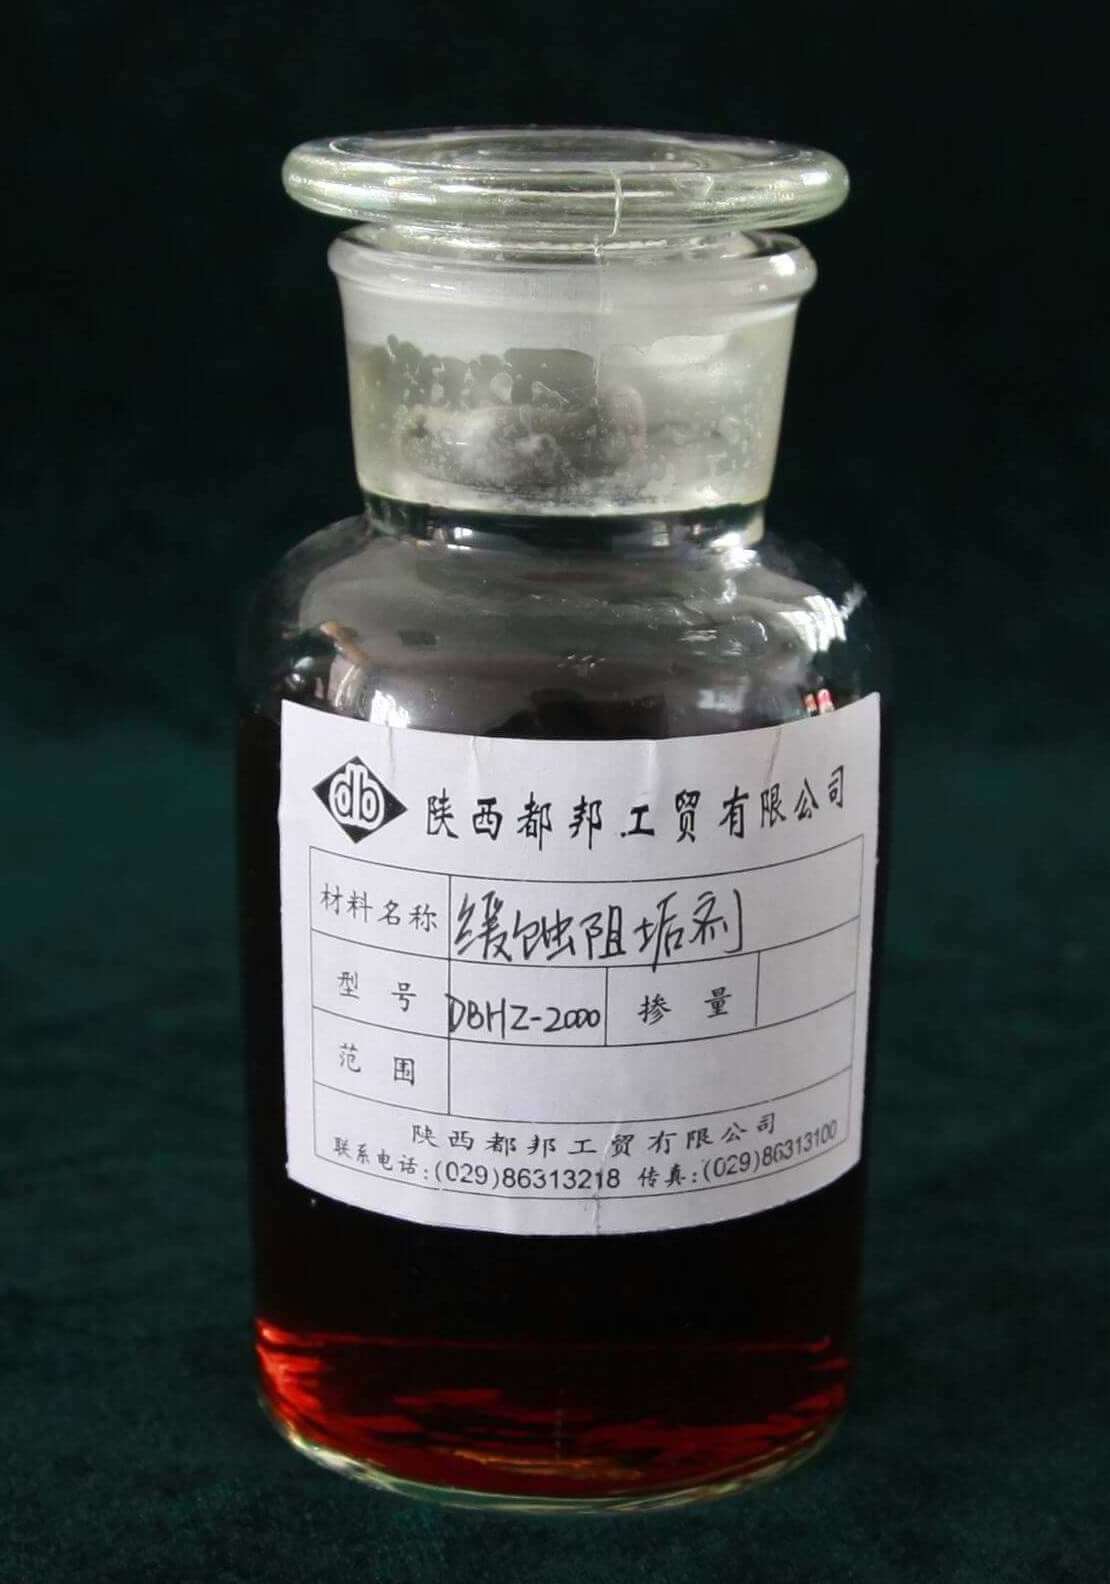 db 陕西都邦工贸有限公司
材料名称 缓蚀阻垢剂
型号 DBHZ-2000 掺量
范围
陕西都邦工贸有限公司
联系电话:(029)86313218 传真:(029)86313100